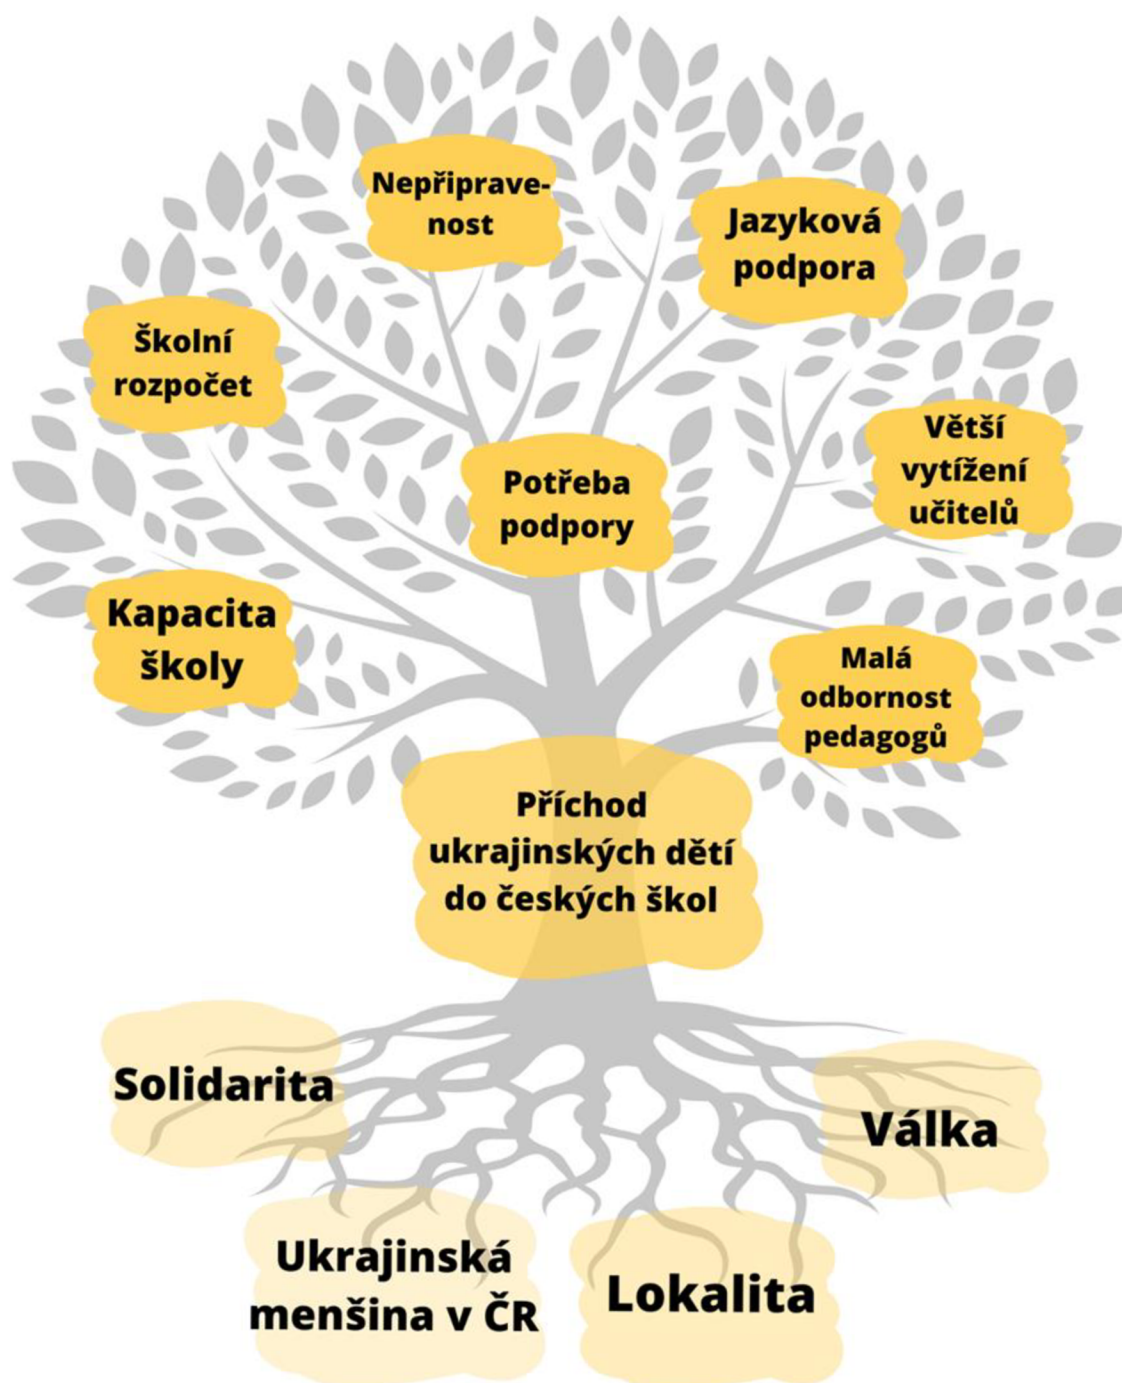 Nepřiprave-
nost
Jazyková
podpora
Školní
rozpočet
Větší
vytížení
učitelů
Potřeba
podpory
Kapacita
školy
Malá
odbornost
pedagogů
Příchod
ukrajinských dětí
do českých škol
Solidarita
Válka
Ukrajinská
menšina v ČR
Lokalita